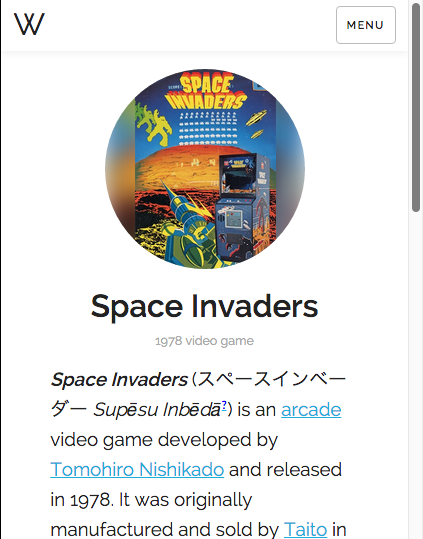 W
MENU
SPACE
INVADERS
Space Invaders
1978 video game
Space Invaders (スペースインベー
ダー Supēsu Inbēdā?) is an arcade
video game developed by
Tomohiro Nishikado and released
in 1978. It was originally
manufactured and sold by Taito in